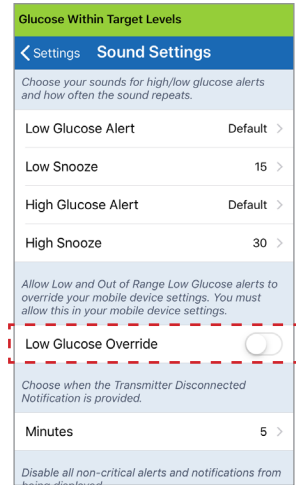 Glucose Within Target Levels
Settings Sound Settings
Choose your sounds for high/low glucose alerts
and how often the sound repeats.
Low Glucose Alert Default
Low Snooze 15
High Glucose Alert Default
High Snooze 30
Allow Low and Out of Range Low Glucose alerts to
override your mobile device settings. You must
allow this in your mobile device settings.
Low Glucose Override
Choose when the Transmitter Disconnected
Notification is provided.
Minutes 5
Disable all non-critical alerts and notifications from
being displayed